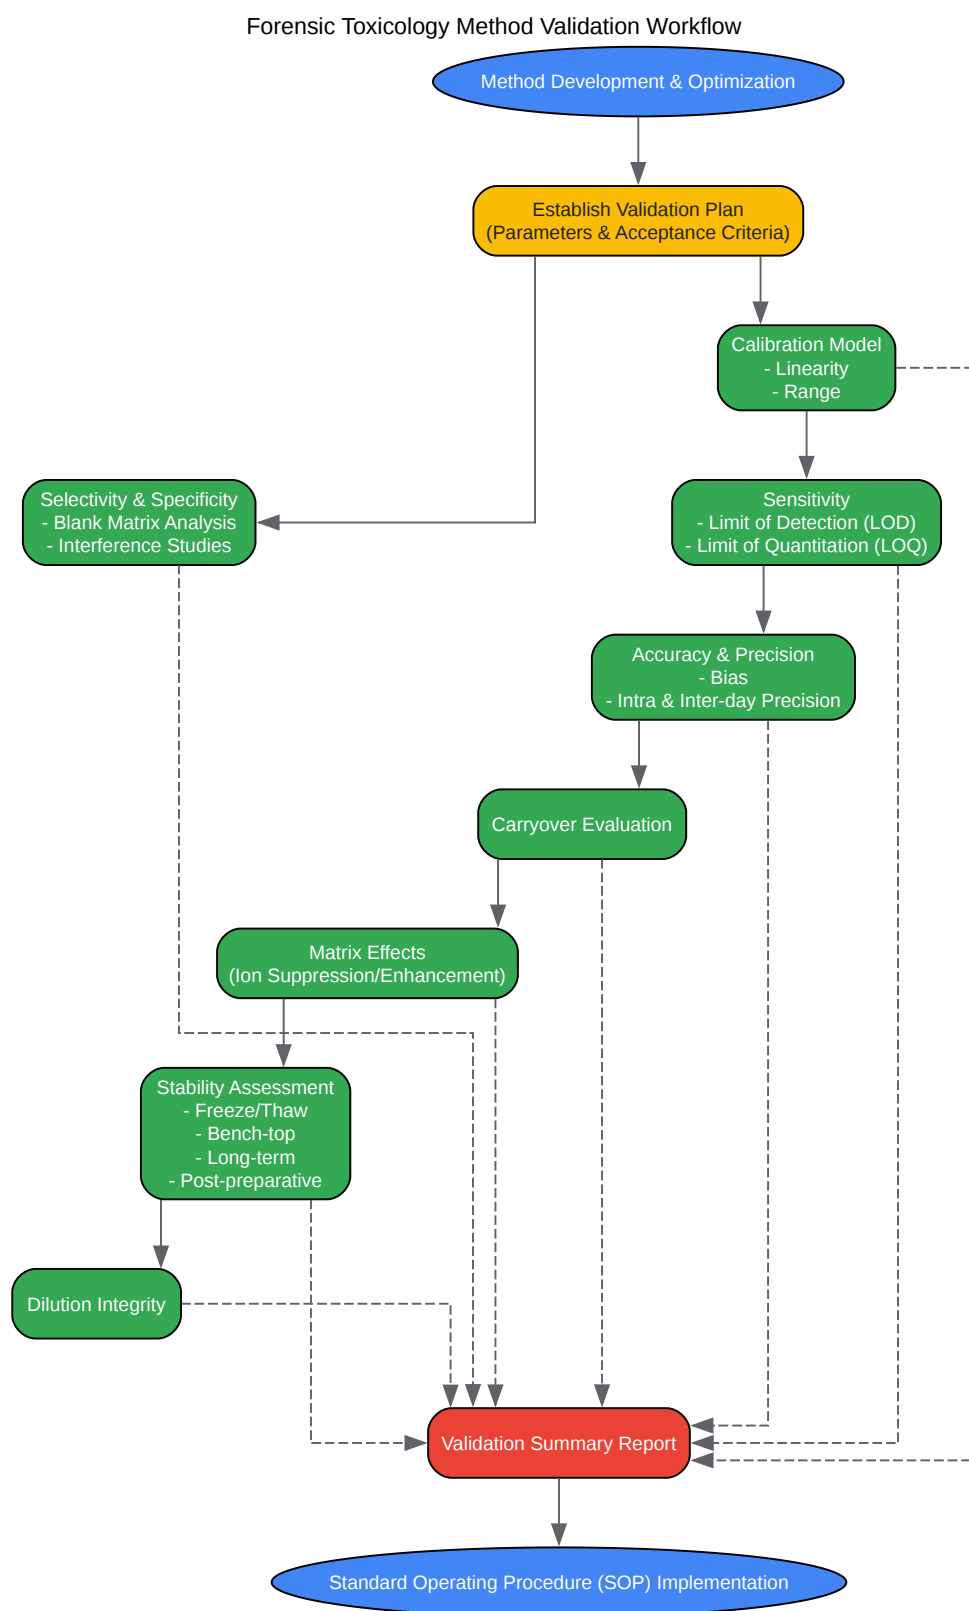 Forensic Toxicology Method Validation Workflow
Method Development & Optimization
Establish Validation Plan
(Parameters & Acceptance Criteria)
Calibration Model
- Linearity
- Range
Selectivity & Specificity
- Blank Matrix Analysis
- Interference Studies
Sensitivity
- Limit of Detection (LOD)
- Limit of Quantitation (LOQ)
Accuracy & Precision
- Bias
- Intra & Inter-day Precision
Carryover Evaluation
Matrix Effects
(Ion Suppression/Enhancement)
Stability Assessment
- Freeze/Thaw
- Bench-top
- Long-term
- Post-preparative
Dilution Integrity
Validation Summary Report
Standard Operating Procedure (SOP) Implementation